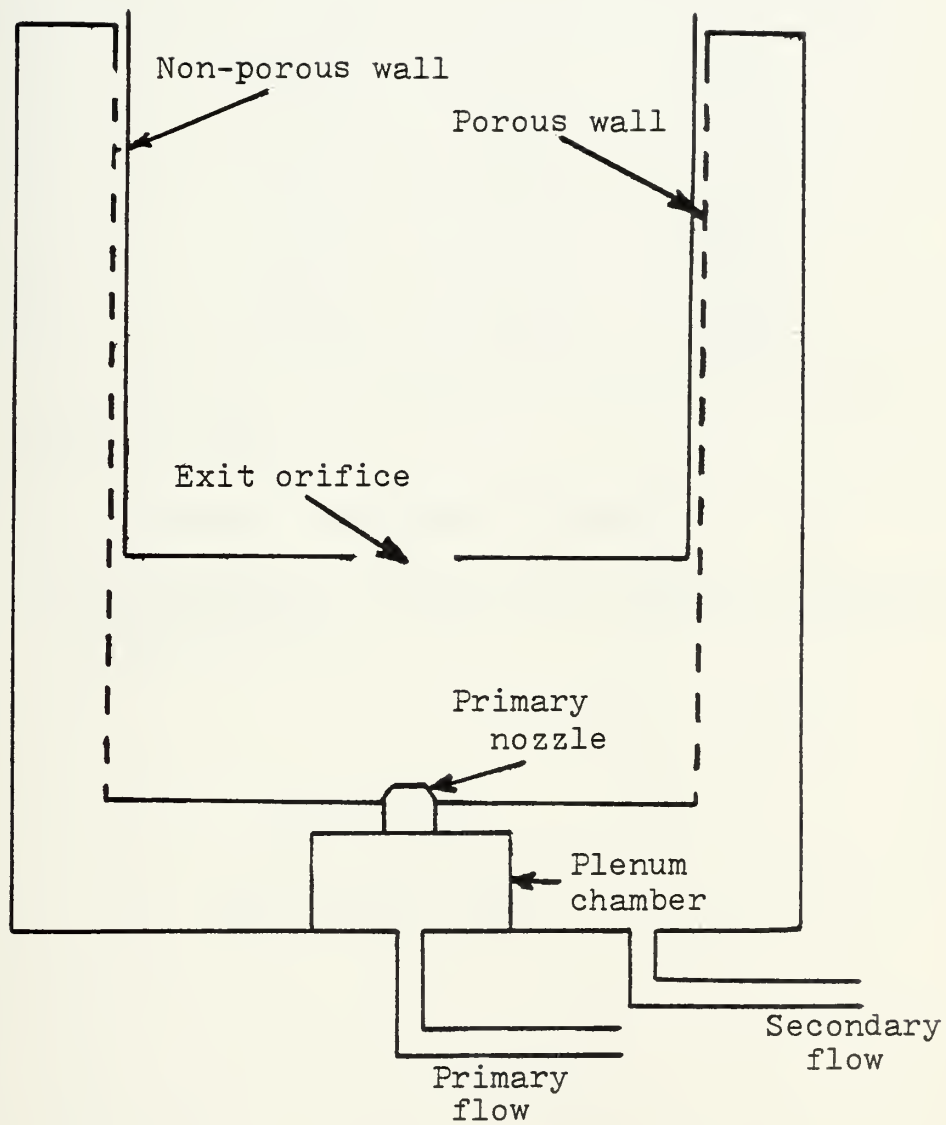 Non-porous wall
Porous wall
Exit orifice
Primary
nozzle
Plenum
chamber
Secondary
flow
Primary
flow